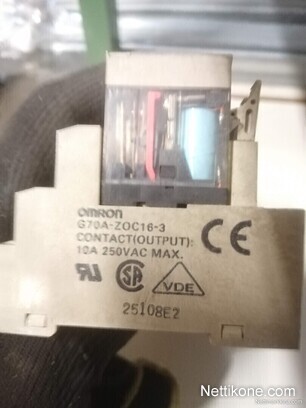 OMRON
G70A-ZOC16-3
CONTACT(OUTPUT):
10A 250VAC MAX.
CE
VDE
25108E2
Nettikone.com